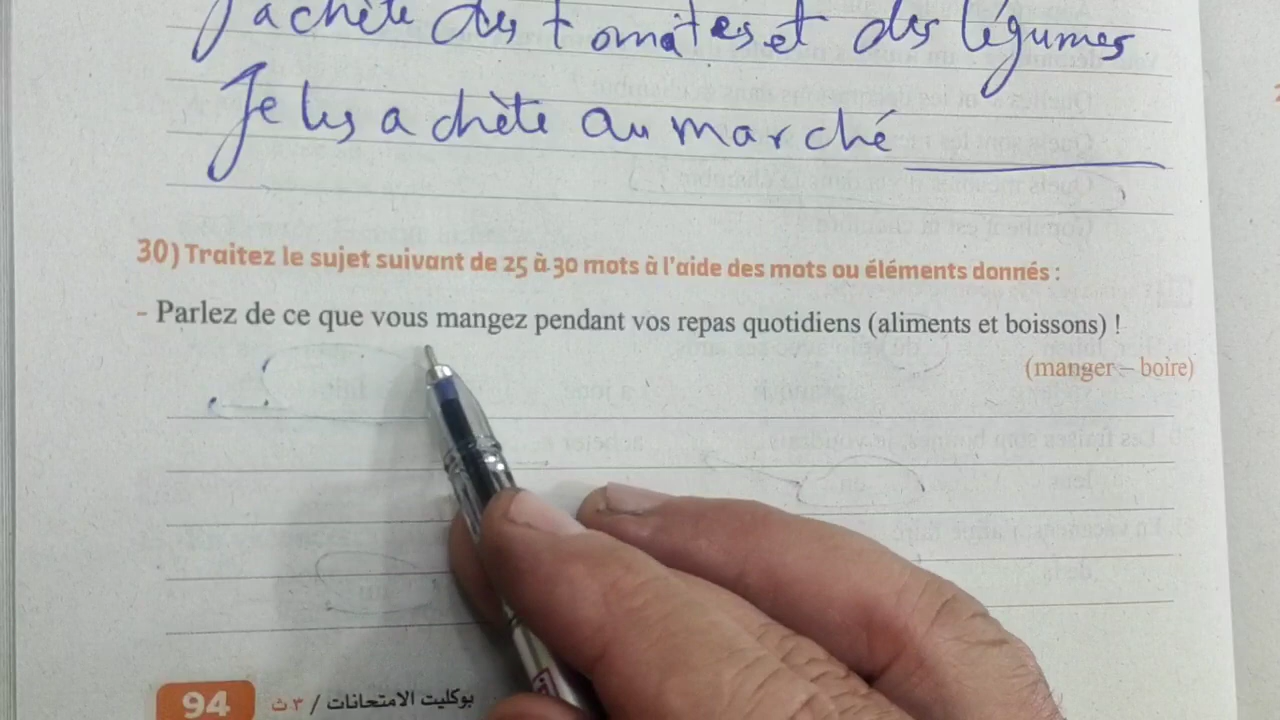 J'achète des tomates et des légumes
Je les achète au marché
30) Traitez le sujet suivant de 25 à 30 mots à l'aide des mots ou éléments donnés :
- Parlez de ce que vous mangez pendant vos repas quotidiens (aliments et boissons) !
(manger – boire)
94 بوكليت الامتحانات / ٣ ث